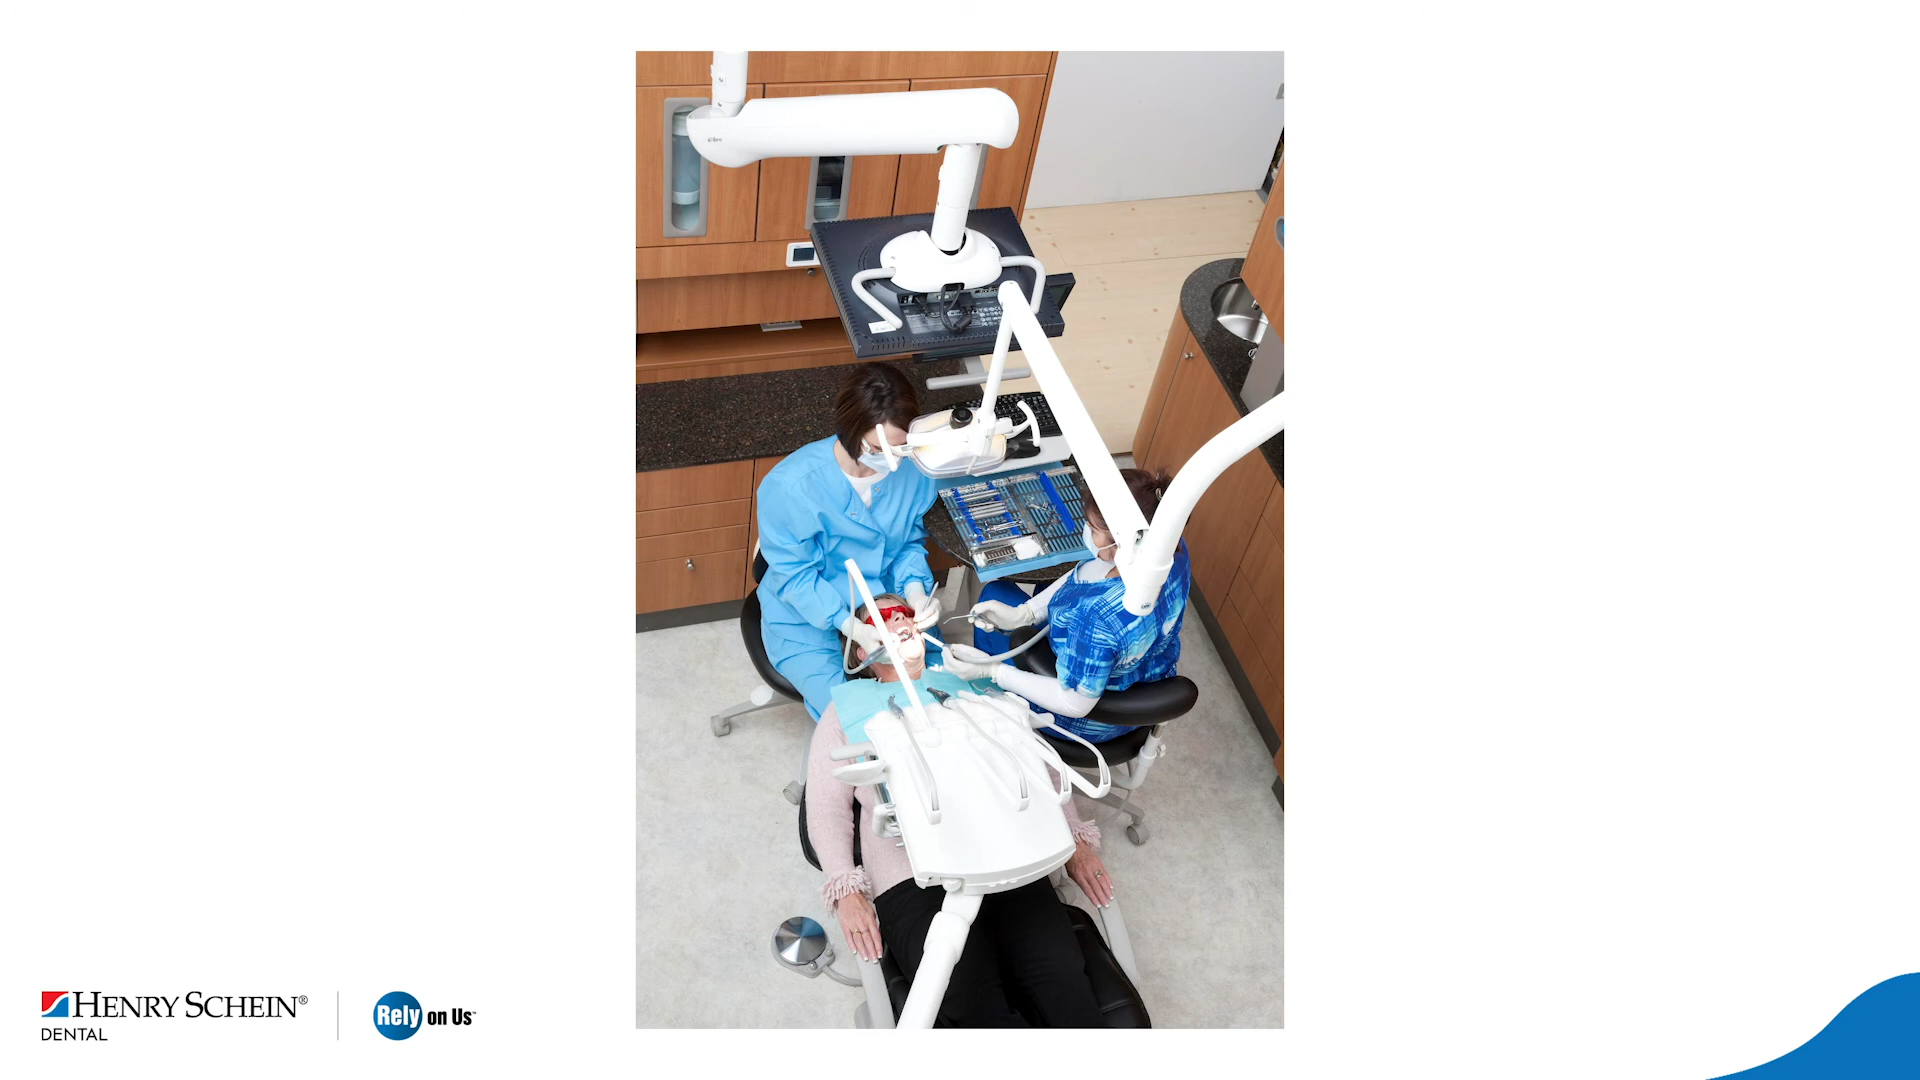 HENRY SCHEIN®
DENTAL
Rely on Us™